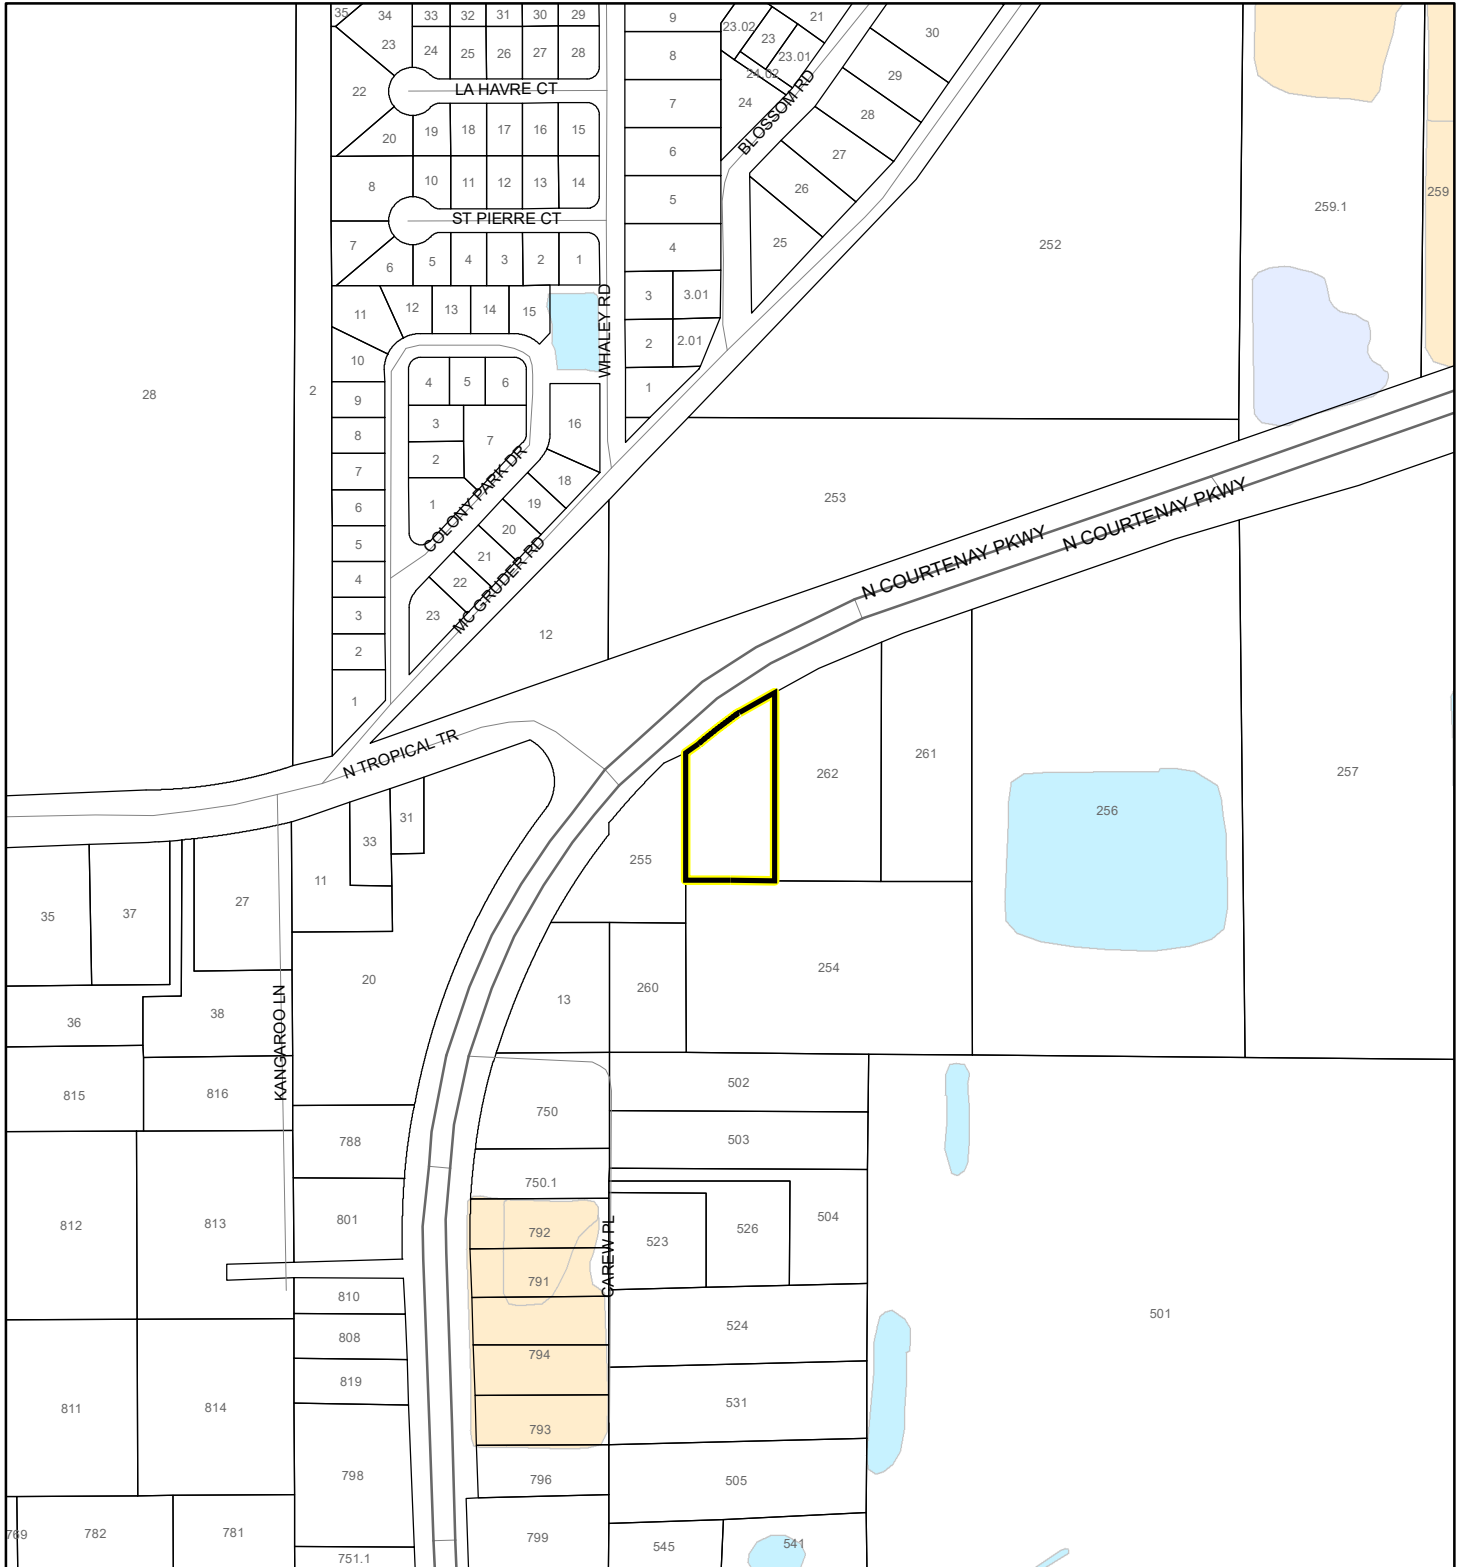 35 34 33 32 31 30 29 9 23.02 23 21 30
23 24 25 26 27 28 8 23.01
22 LA HAVRE CT 24.02 29
20 19 18 17 16 15 7 24 BLOSSOM RD 28
6 27
8 10 11 12 13 14 5 26 259.1 259
ST PIERRE CT
7 6 5 4 3 2 1 4 25 252
11 12 13 14 15 WHALEY RD 3 3.01
10 2 2.01
28 2 9 4 5 6 1
8 3 7 16
7 2 18
6 1 COLONY PARK DR 19 253
5 20
4 22 21 MC GRUDER RD
3 23 12
2
1
N COURTENAY PKWY
N COURTENAY PKWY
N TROPICAL TR
262 261 257
31 256
33 255
11
35 37 27
20 254
36 38 KANGAROO LN 13 260
815 816 750 502
788 503
750.1
812 813 801 792 CAREW PL 523 526 504
791
810 501
808 794 524
819
811 814 793 531
798 796 505
769 782 781 799 545 541
751.1